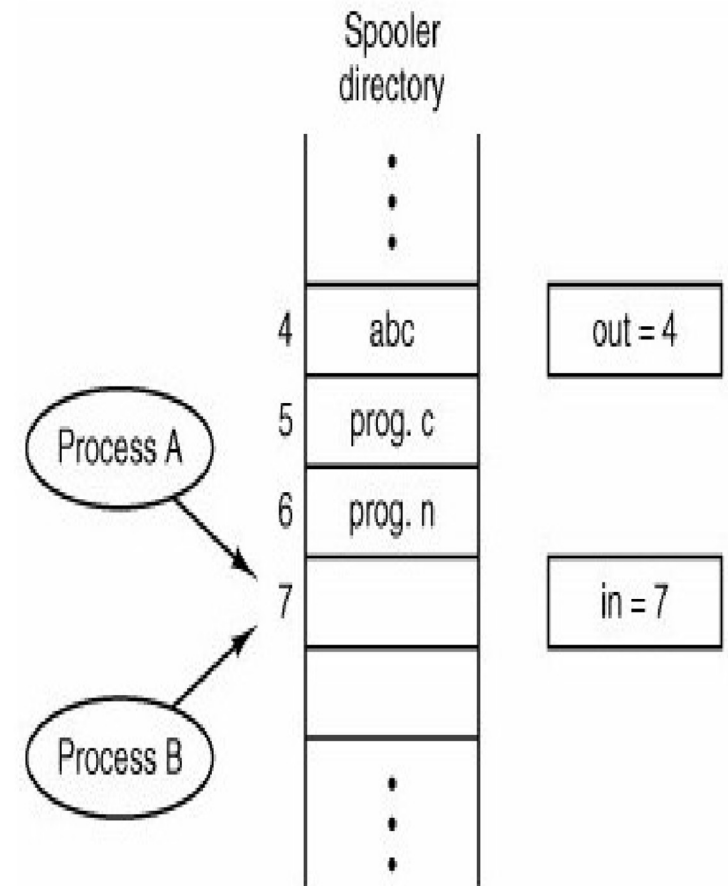 Spooler
directory
4
abc
out = 4
Process A
5
prog. c
6
prog. n
7
in = 7
Process B